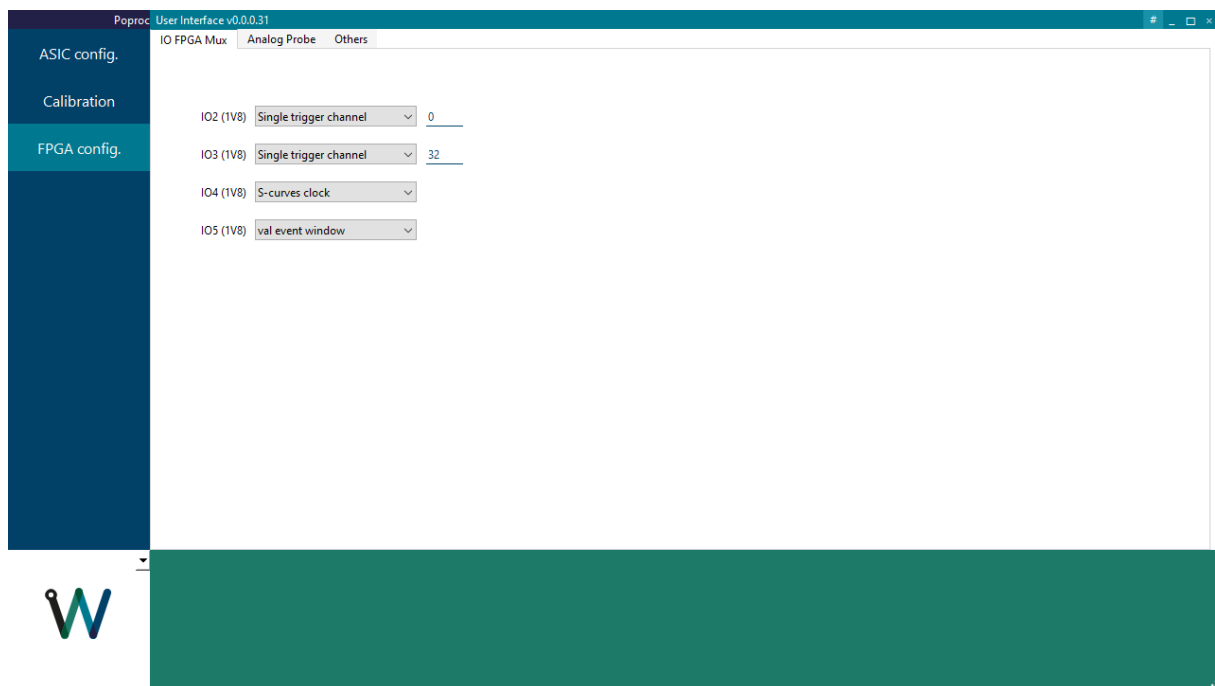 Poproc User Interface v0.0.0.31
#
ASIC config.
Calibration
FPGA config.
IO FPGA Mux Analog Probe Others
IO2 (1V8) Single trigger channel 0
IO3 (1V8) Single trigger channel 32
IO4 (1V8) S-curves clock
IO5 (1V8) val event window
W